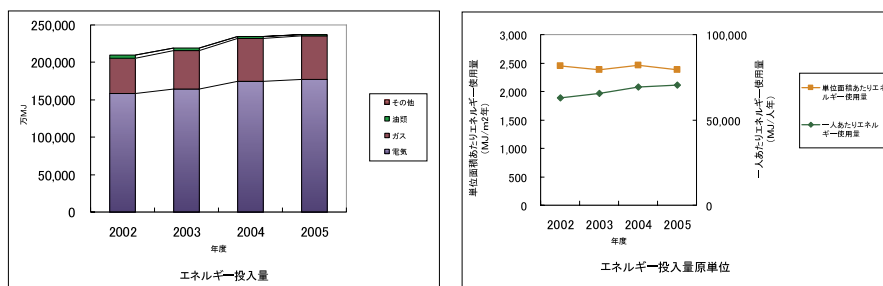 250,000
200,000
150,000
100,000
50,000
0
万MJ
2002 2003 2004 2005
年度
その他
油類
ガス
電気
エネルギー投入量
3,000
2,500
2,000
1,500
1,000
500
0
単位面積あたりエネルギー使用量
(MJ/m2年)
100,000
50,000
0
一人あたりエネルギー使用量
(MJ/人年)
2002 2003 2004 2005
年度
単位面積あたりエネ
ルギー使用量
一人あたりエネル
ギー使用量
エネルギー投入量原単位